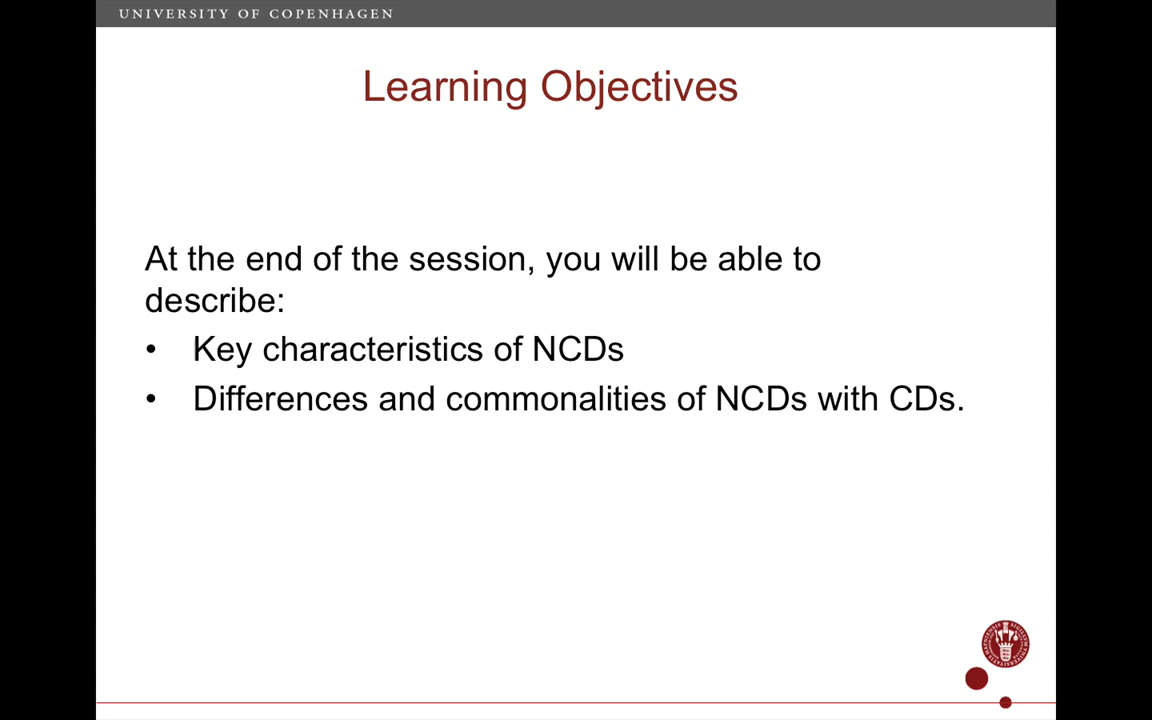 UNIVERSITY OF COPENHAGEN
Learning Objectives
At the end of the session, you will be able to
describe:
• Key characteristics of NCDs
• Differences and commonalities of NCDs with CDs.